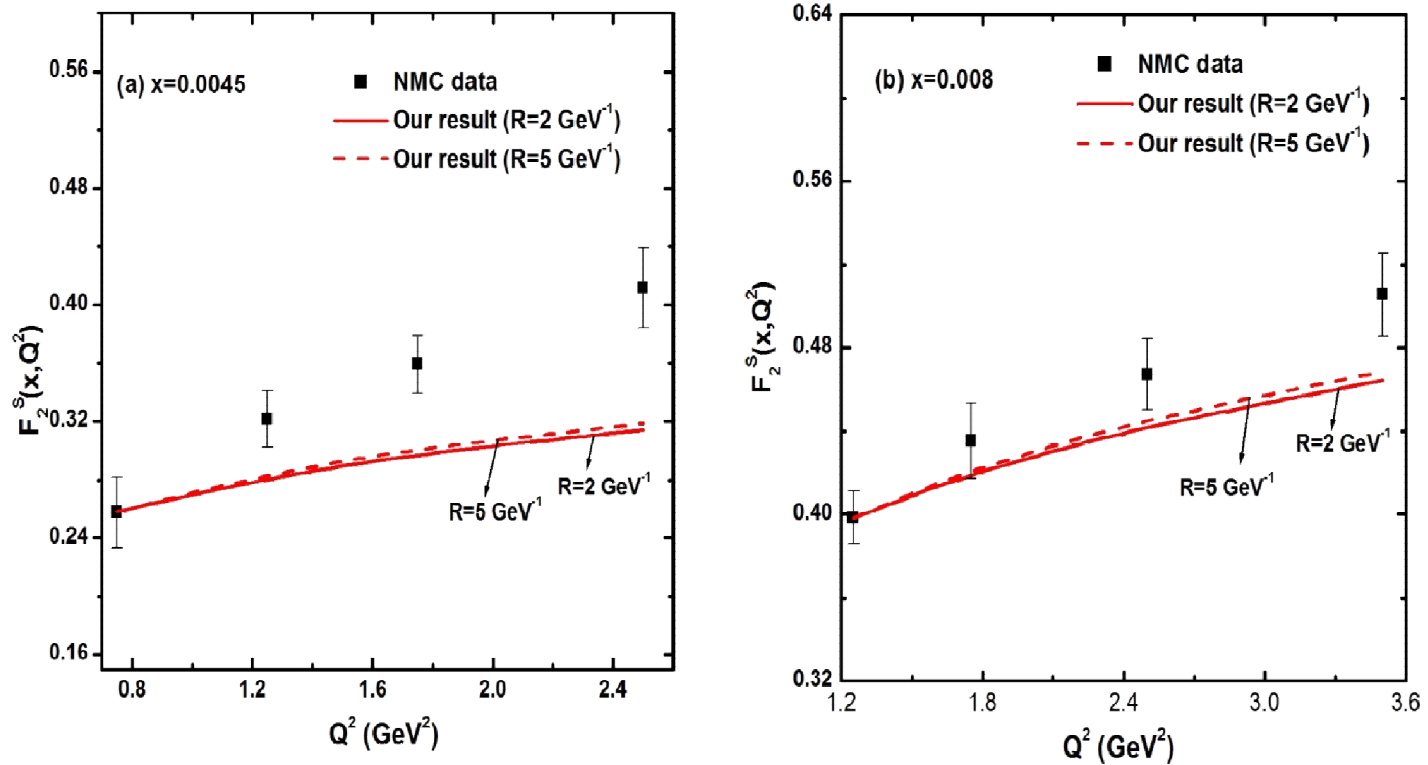 (a) x=0.0045
NMC data
Our result (R=2 GeV⁻¹)
Our result (R=5 GeV⁻¹)
0.56
0.48
0.40
0.32
0.24
0.16
F₂ˢ(x,Q²)
R=5 GeV⁻¹
R=2 GeV⁻¹
0.8
1.2
1.6
2.0
2.4
Q² (GeV²)
(b) x=0.008
NMC data
Our result (R=2 GeV⁻¹)
Our result (R=5 GeV⁻¹)
0.64
0.56
0.48
0.40
0.32
F₂ˢ(x,Q²)
R=2 GeV⁻¹
R=5 GeV⁻¹
1.2
1.8
2.4
3.0
3.6
Q² (GeV²)